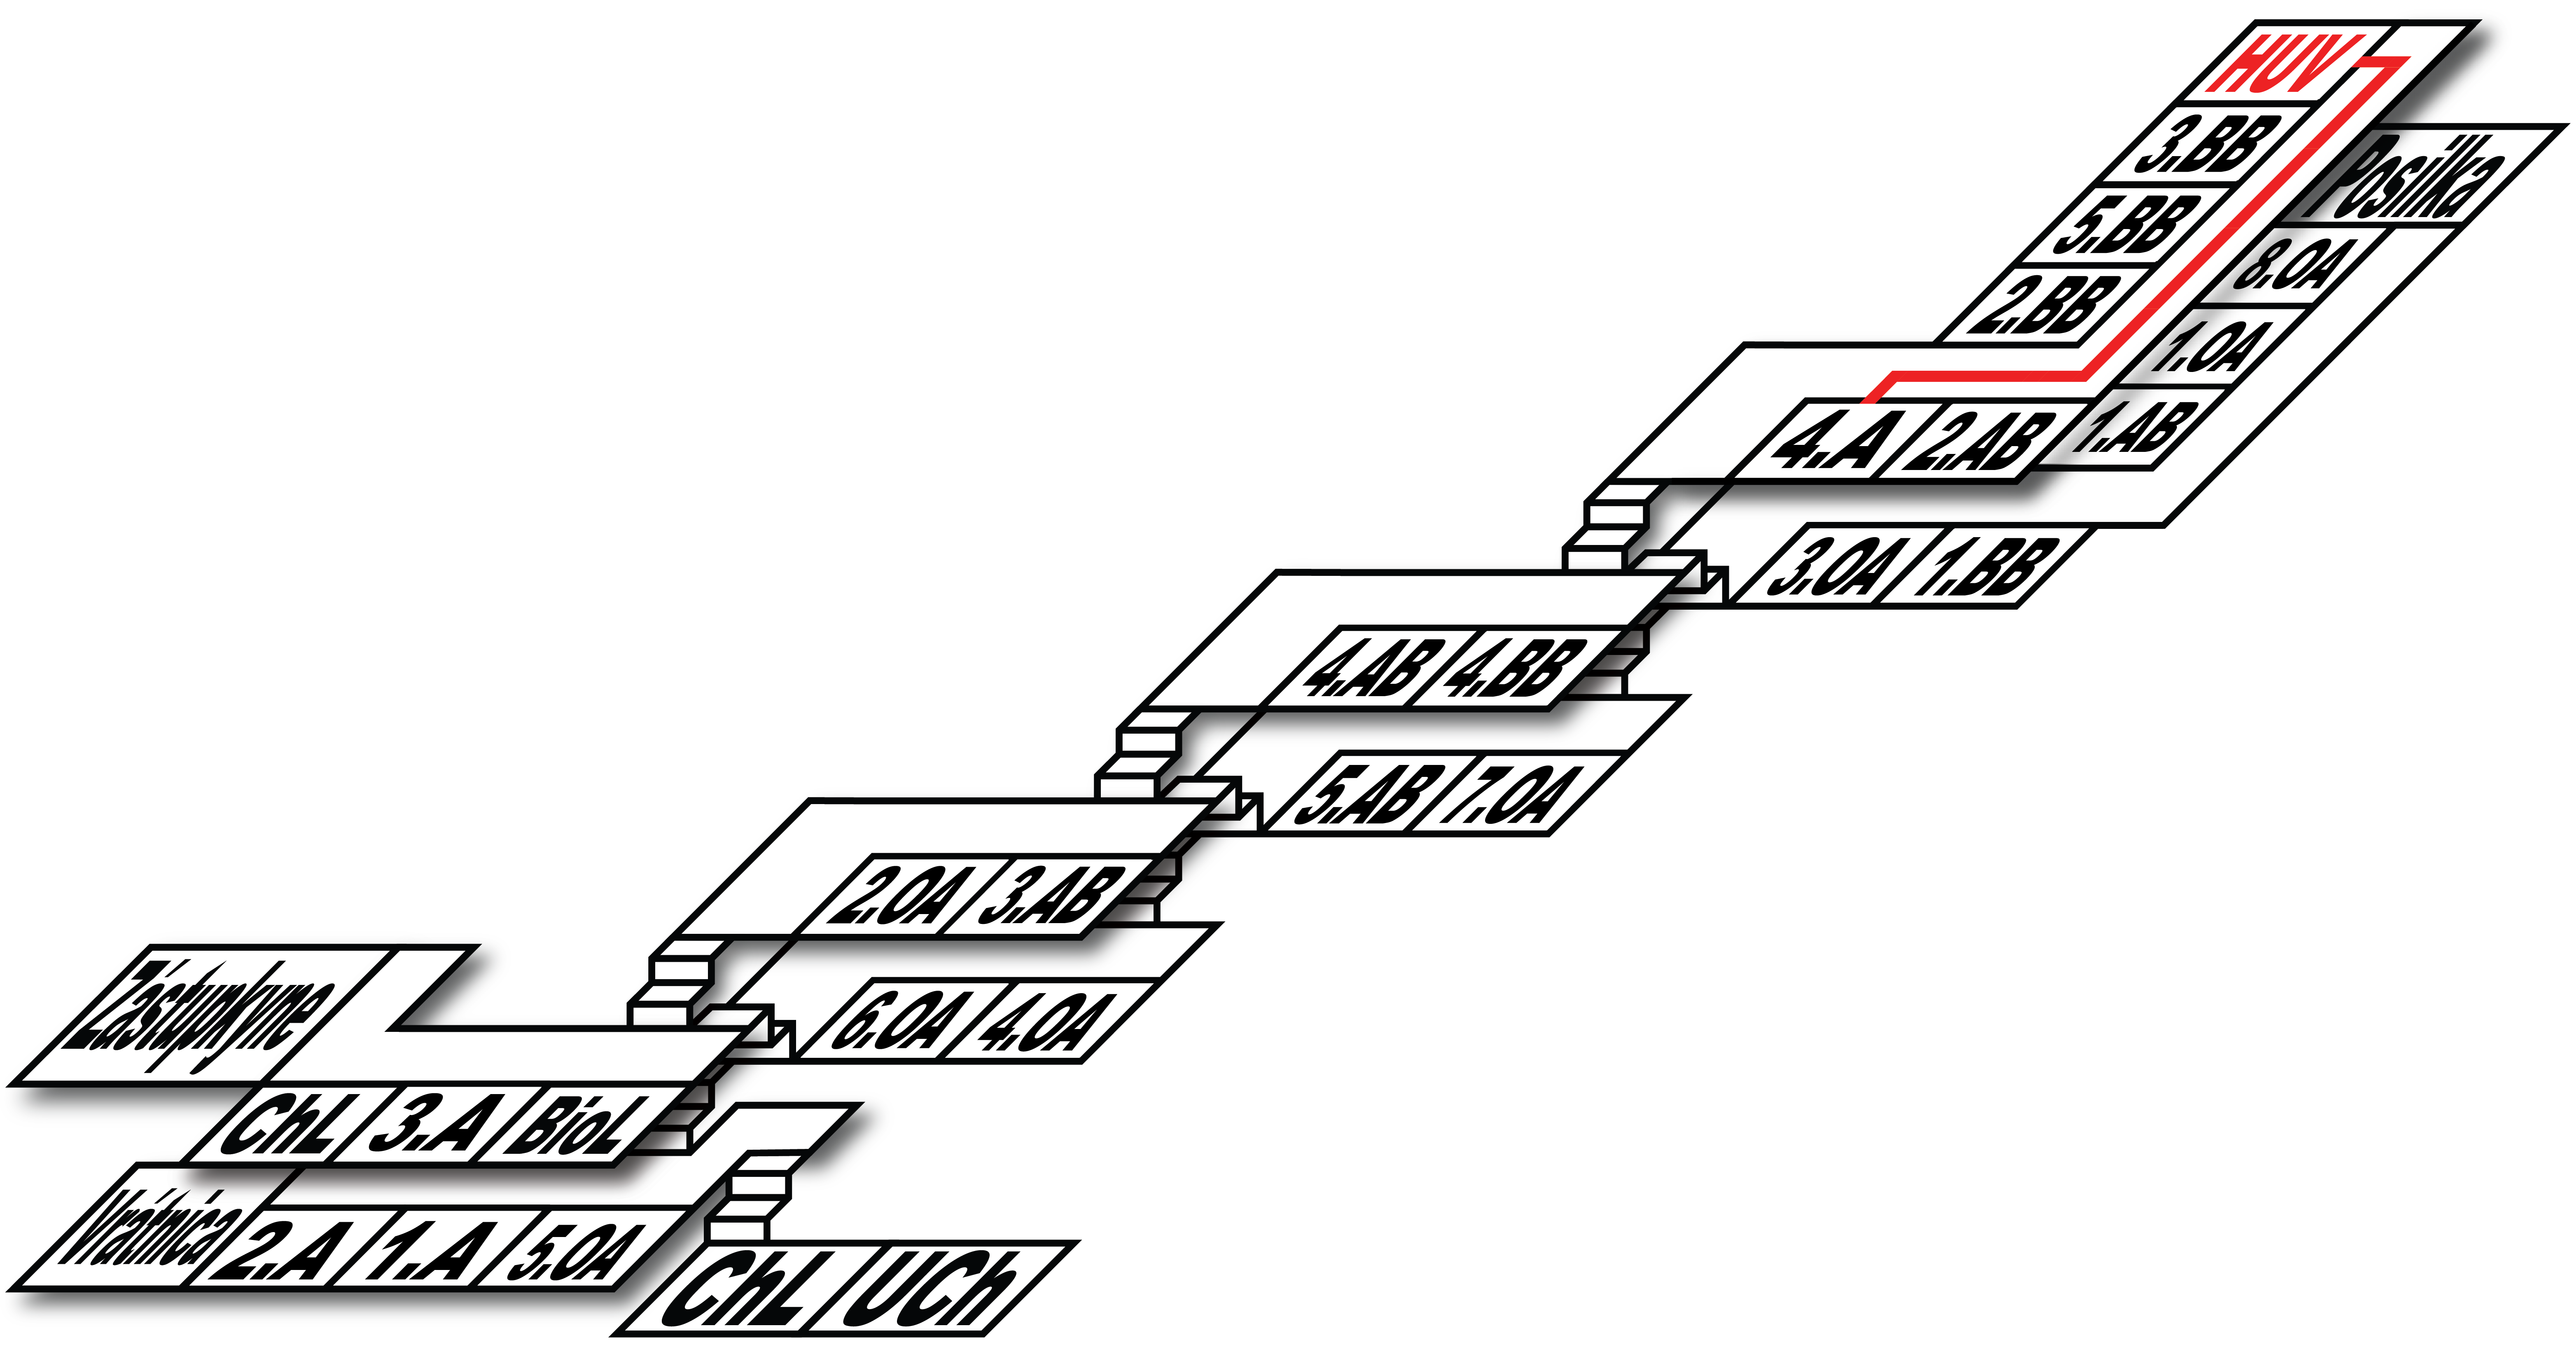 HUV
3.BB
Posilka
5.BB
8.OA
2.BB
1.OA
4.A 2.AB 1.AB
3.OA 1.BB
4.AB 4.BB
5.AB 7.OA
2.OA 3.AB
6.OA 4.OA
Zástupkyne
ChL 3.A BioL
Vrátnica 2.A 1.A 5.OA
ChL UCh